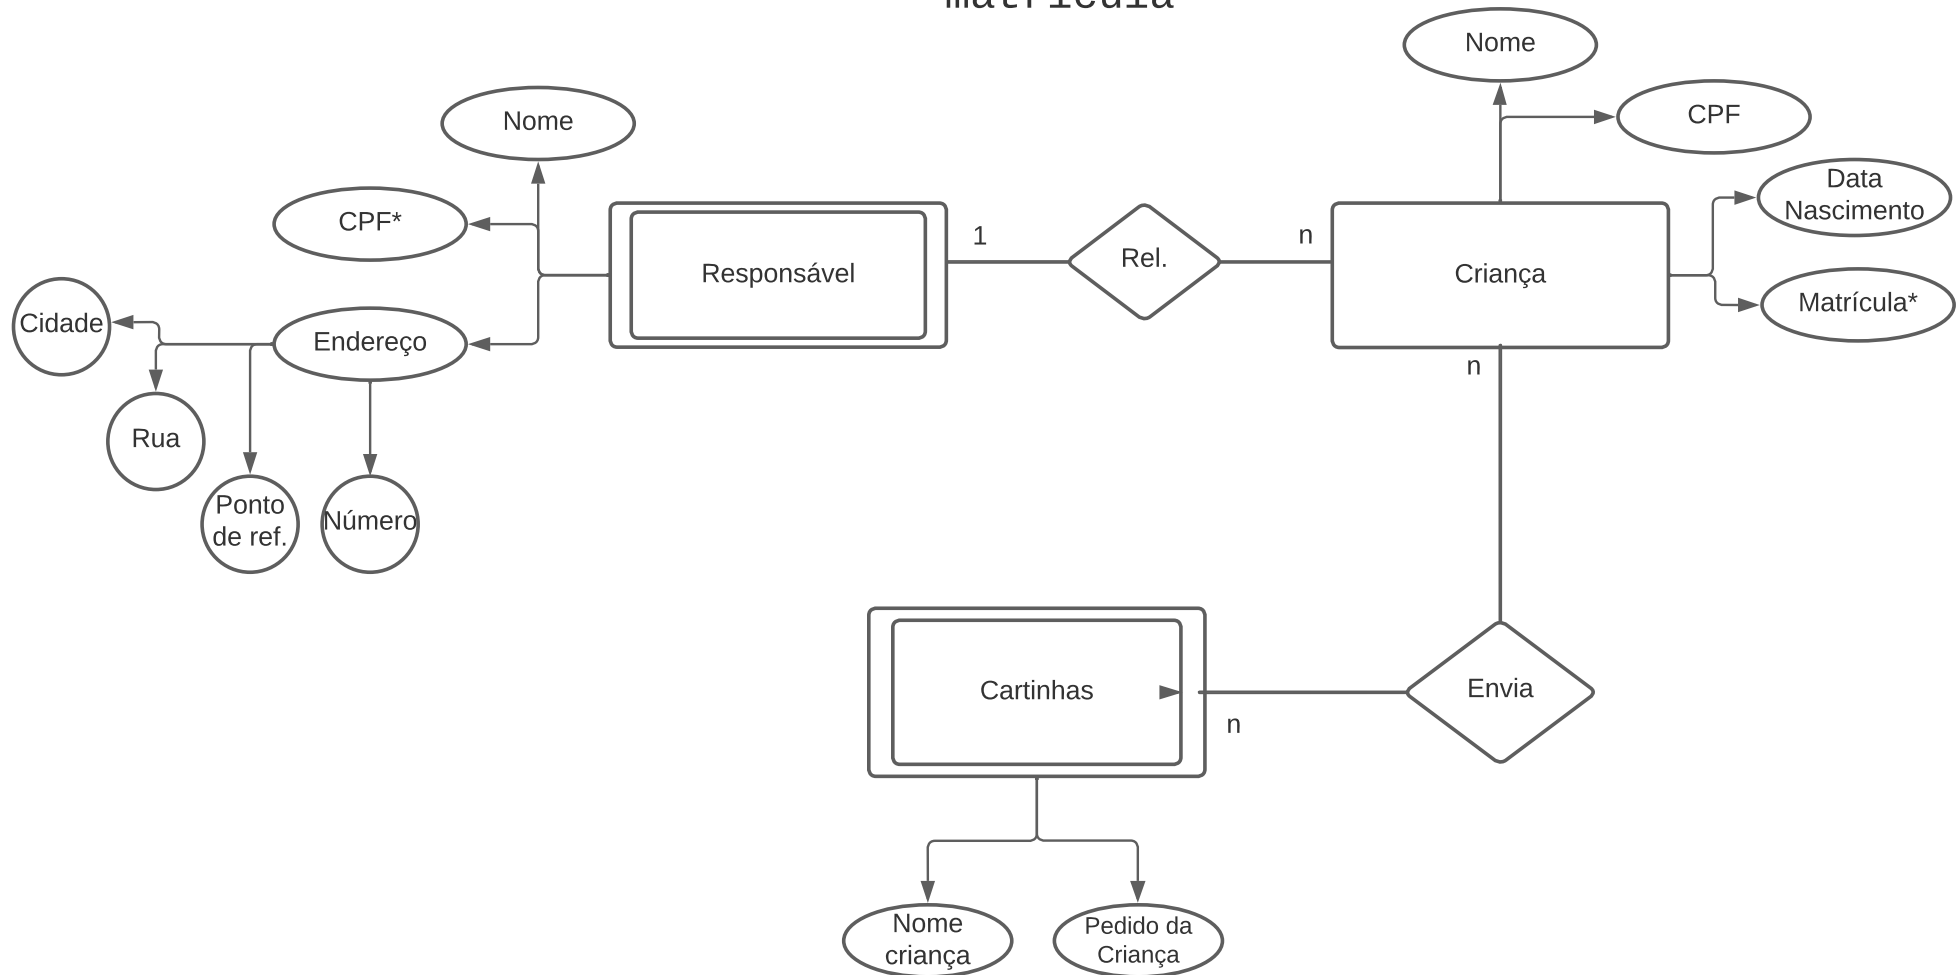 matrícula
Nome
CPF
Nome
Data
Nascimento
CPF*
1
Rel.
n
Responsável
Criança
Matrícula*
Cidade
Endereço
n
Rua
Ponto
de ref.
Número
Cartinhas
Envia
n
Nome
criança
Pedido da
Criança